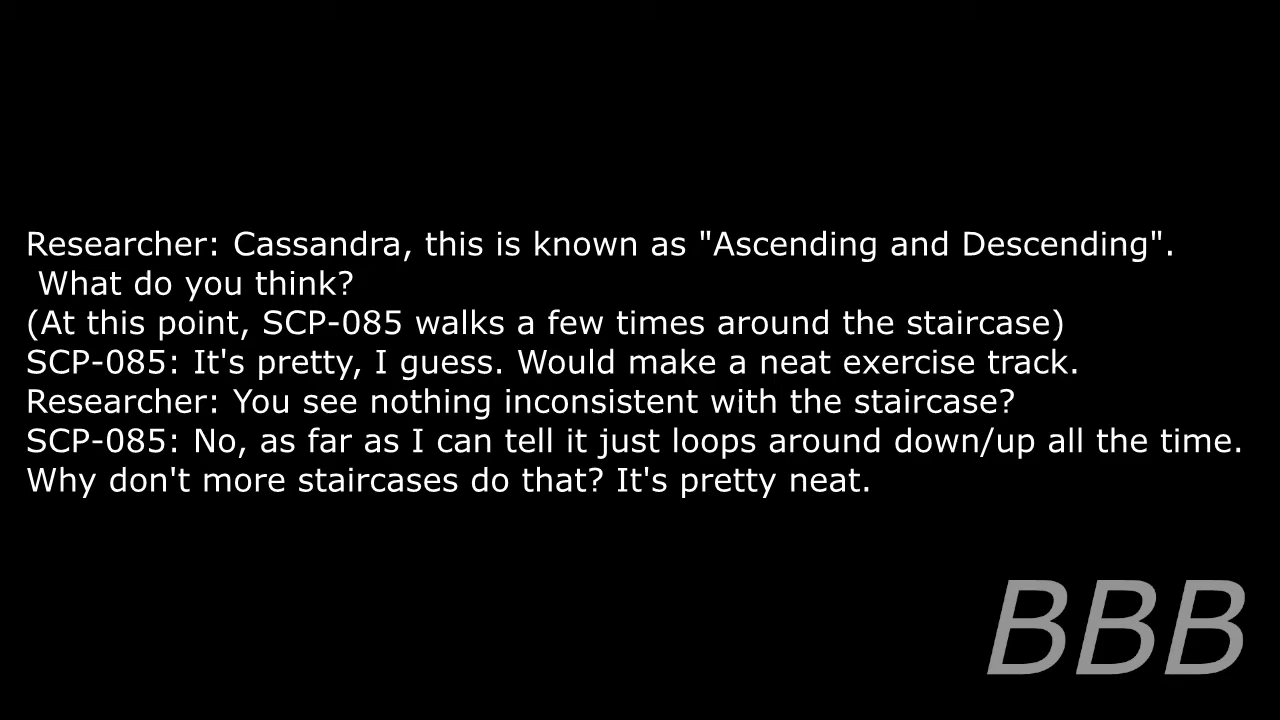 Researcher: Cassandra, this is known as "Ascending and Descending".
What do you think?
(At this point, SCP-085 walks a few times around the staircase)
SCP-085: It's pretty, I guess. Would make a neat exercise track.
Researcher: You see nothing inconsistent with the staircase?
SCP-085: No, as far as I can tell it just loops around down/up all the time.
Why don't more staircases do that? It's pretty neat.
BBB